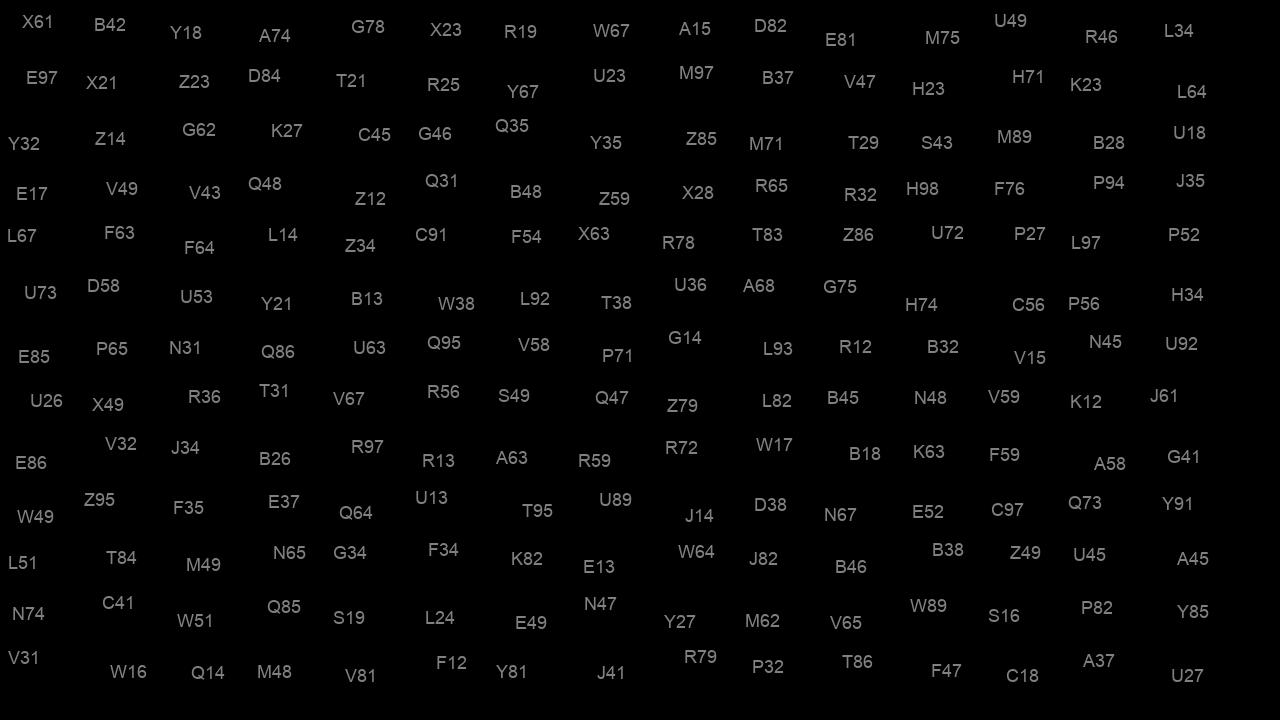 X61 B42 Y18 A74 G78 X23 R19 W67 A15 D82 E81 M75 U49 R46 L34
E97 X21 Z23 D84 T21 R25 Y67 U23 M97 B37 V47 H23 H71 K23 L64
Y32 Z14 G62 K27 C45 G46 Q35 Y35 Z85 M71 T29 S43 M89 B28 U18
E17 V49 V43 Q48 Z12 Q31 B48 Z59 X28 R65 R32 H98 F76 P94 J35
L67 F63 F64 L14 Z34 C91 F54 X63 R78 T83 Z86 U72 P27 L97 P52
U73 D58 U53 Y21 B13 W38 L92 T38 U36 A68 G75 H74 C56 P56 H34
E85 P65 N31 Q86 U63 Q95 V58 P71 G14 L93 R12 B32 V15 N45 U92
U26 X49 R36 T31 V67 R56 S49 Q47 Z79 L82 B45 N48 V59 K12 J61
E86 V32 J34 B26 R97 R13 A63 R59 R72 W17 B18 K63 F59 A58 G41
W49 Z95 F35 E37 Q64 U13 T95 U89 J14 D38 N67 E52 C97 Q73 Y91
L51 T84 M49 N65 G34 F34 K82 E13 W64 J82 B46 B38 Z49 U45 A45
N74 C41 W51 Q85 S19 L24 E49 N47 Y27 M62 V65 W89 S16 P82 Y85
V31 W16 Q14 M48 V81 F12 Y81 J41 R79 P32 T86 F47 C18 A37 U27